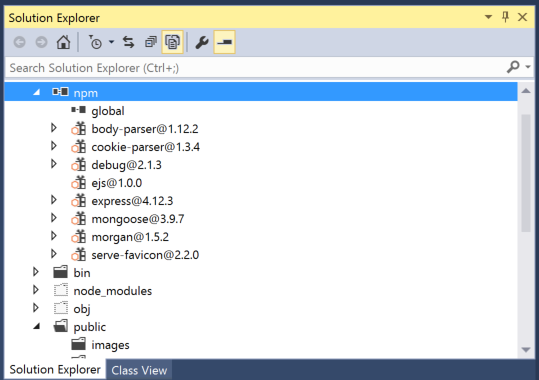 Solution Explorer
Search Solution Explorer (Ctrl+;)
npm
global
body-parser@1.12.2
cookie-parser@1.3.4
debug@2.1.3
ejs@1.0.0
express@4.12.3
mongoose@3.9.7
morgan@1.5.2
serve-favicon@2.2.0
bin
node_modules
obj
public
images
Solution Explorer Class View